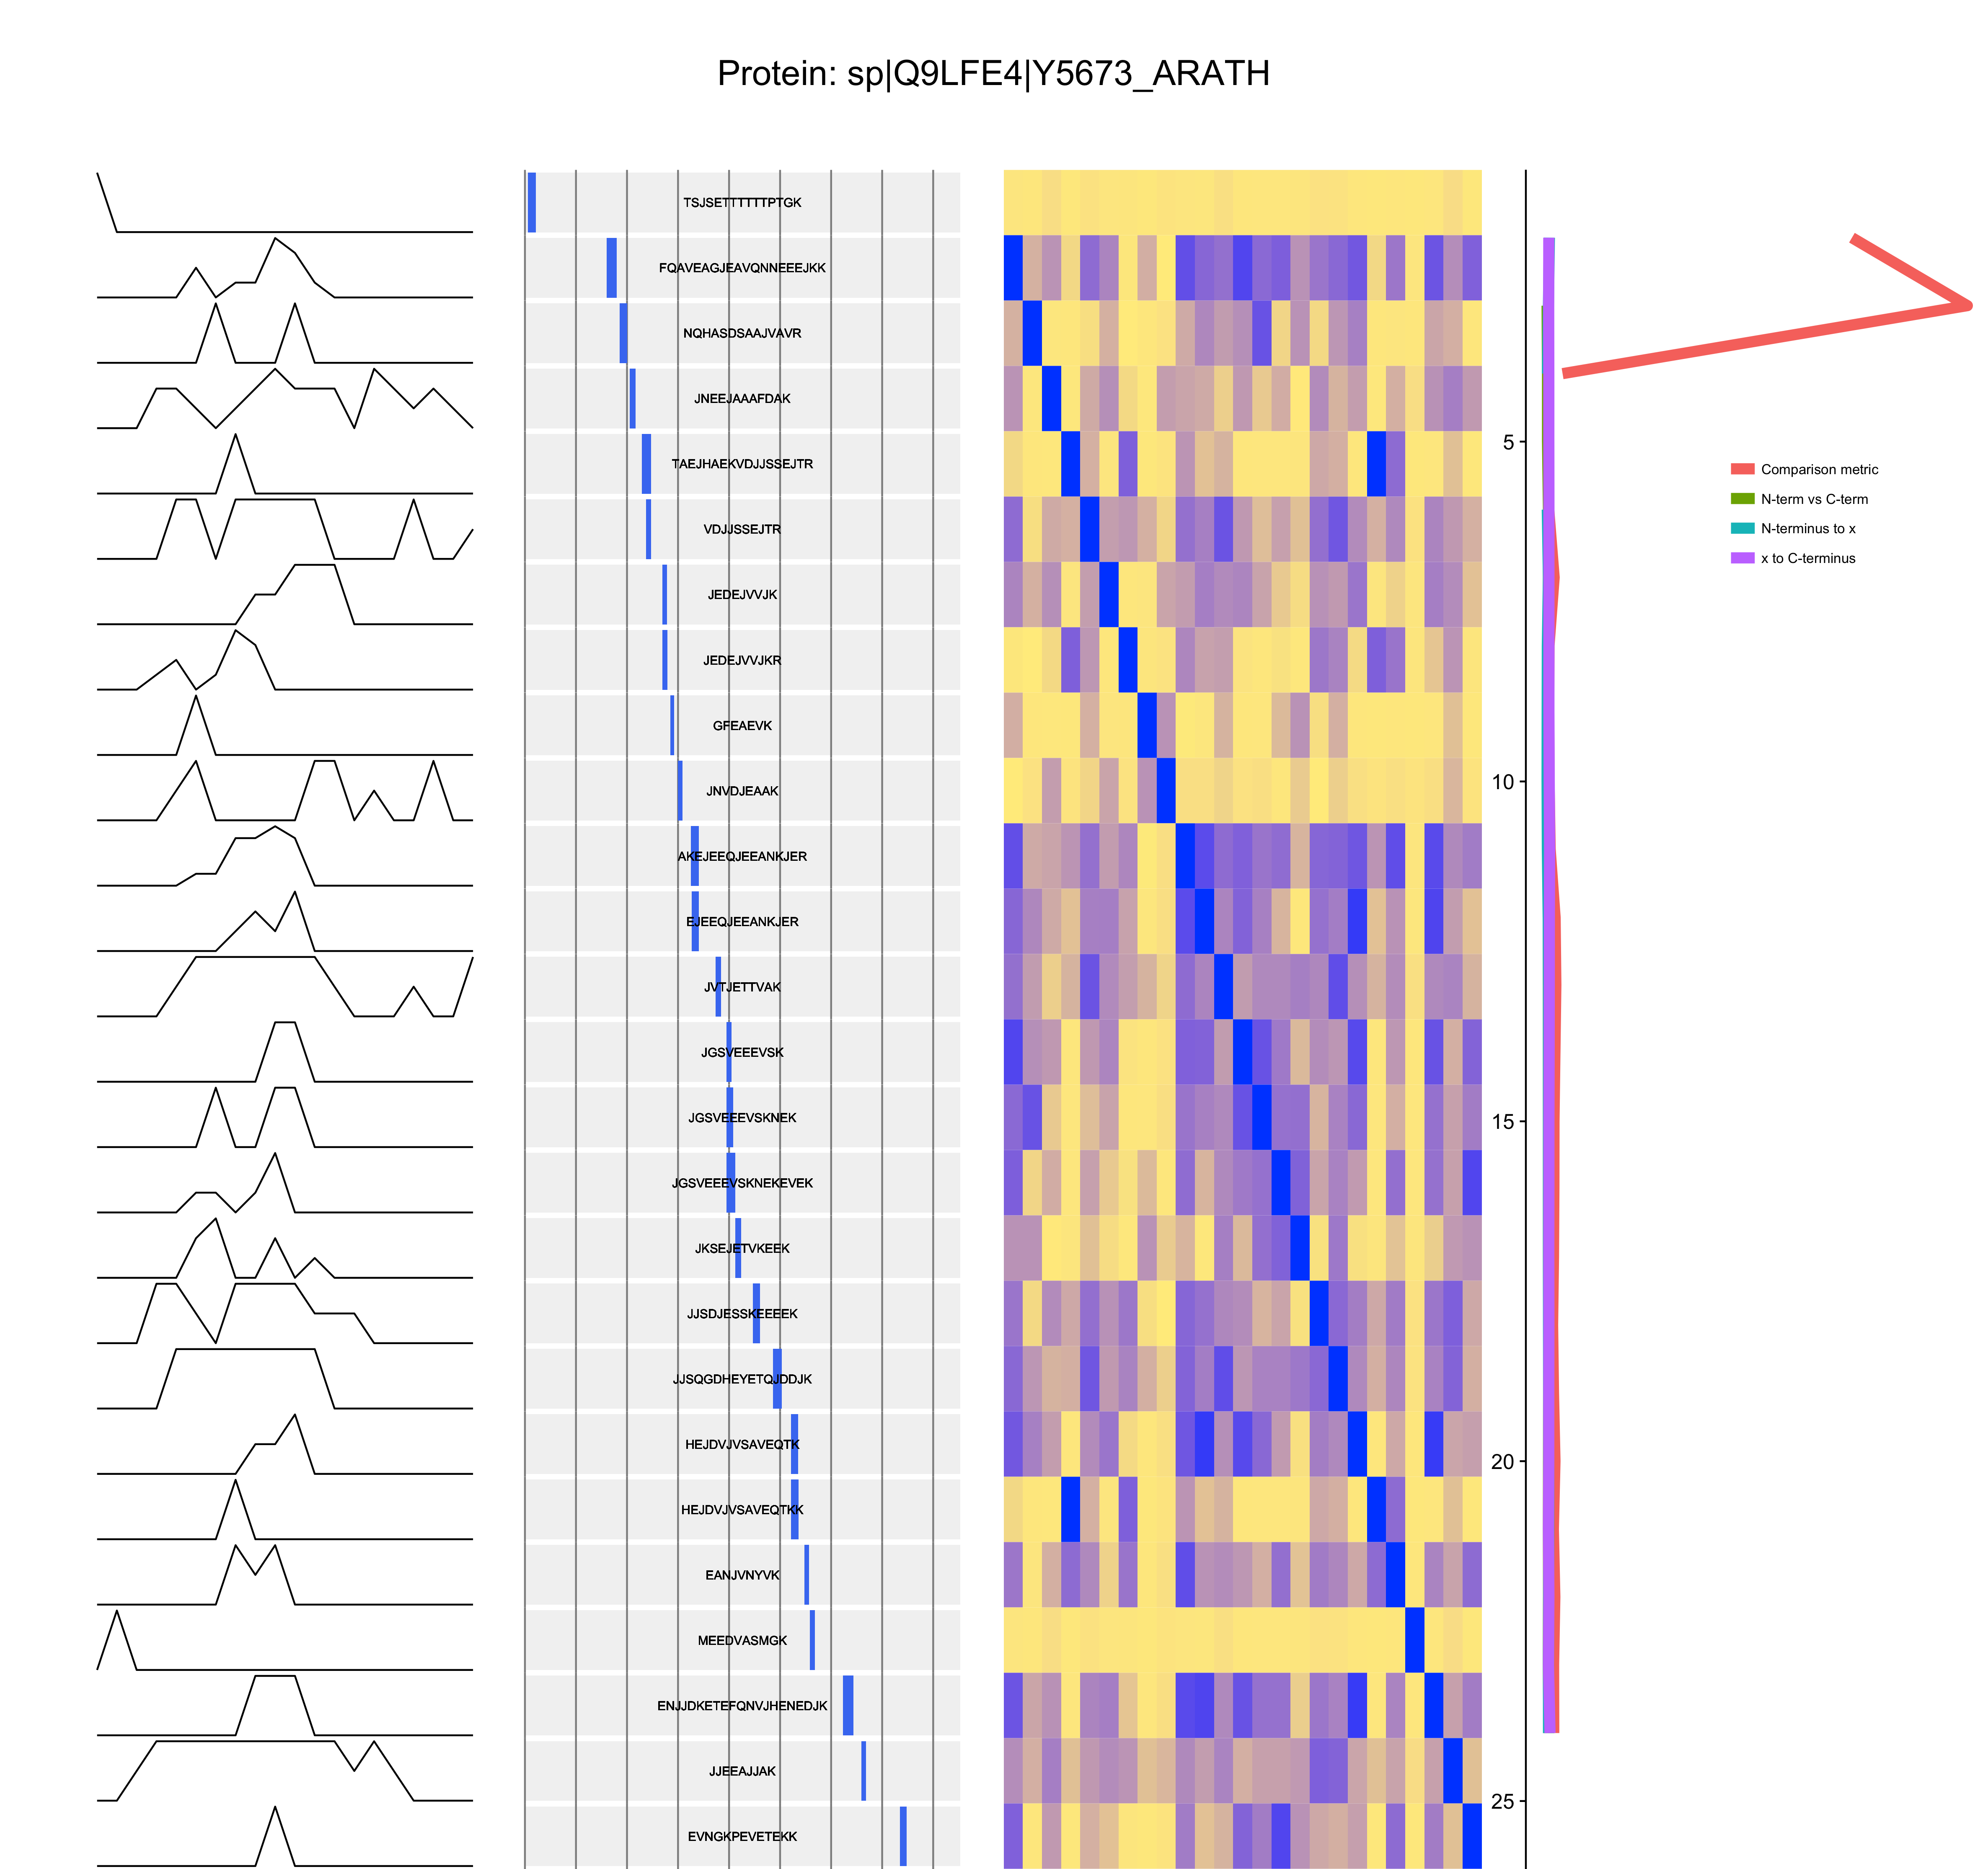 Protein: sp|Q9LFE4|Y5673_ARATH
TSJSETTTTTTPTGK
FQAVEAGJEAVQNNEEEJKK
NQHASDSAAJVAVR
JNEEJAAAFDAK
5
TAEJHAEKVDJJSSEJTR
Comparison metric
N-term vs C-term
VDJJSSEJTR
N-terminus to x
x to C-terminus
JEDEJVVJK
JEDEJVVJKR
GFEAEVK
10
JNVDJEAAK
AKEJEEQJEEANKJER
EJEEQJEEANKJER
JVTJETTVAK
JGSVEEEVSK
15
JGSVEEEVSKNEK
JGSVEEEVSKNEKEVEK
JKSEJETVKEEK
JJSDJESSKEEEEK
JJSQGDHEYETQJDDJK
HEJDVJVSAVEQTK
20
HEJDVJVSAVEQTKK
EANJVNYVK
MEEDVASMGK
ENJJDKETEFQNVJHENEDJK
JJEEAJJAK
25
EVNGKPEVETEKK